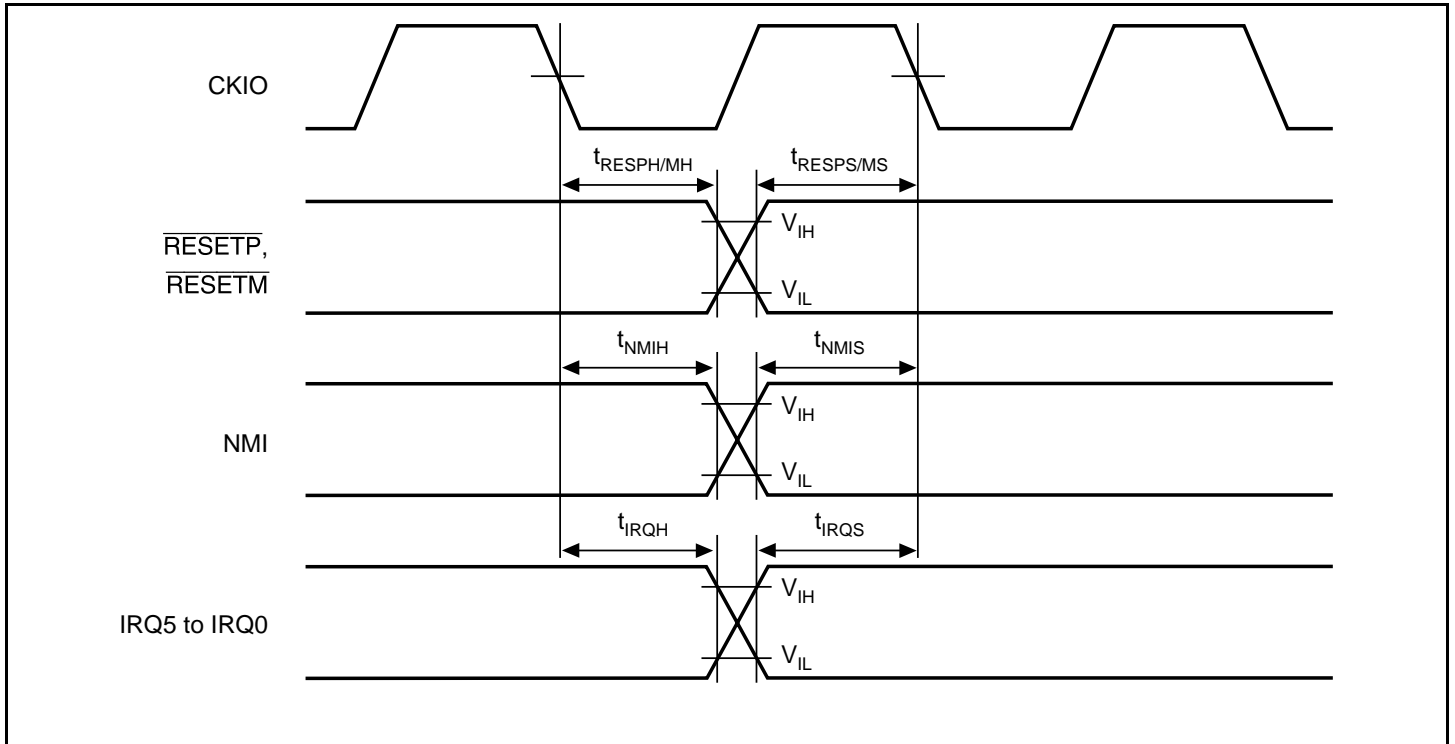 CKIO
tRESPH/MH tRESPS/MS
RESETP,
RESETM
VIH
VIL
tNMIH tNMIS
NMI
VIH
VIL
tIRQH tIRQS
IRQ5 to IRQ0
VIH
VIL